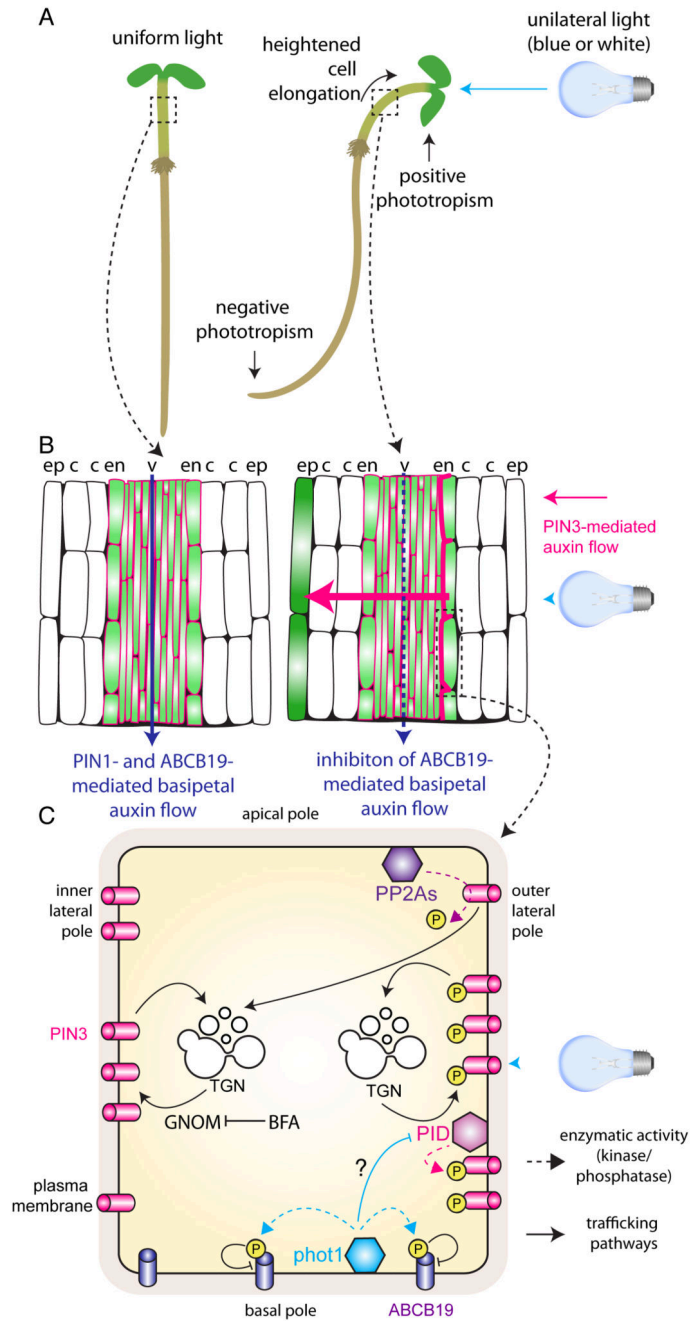 A
uniform light
heightened
cell
elongation
unilateral light
(blue or white)
positive
phototropism
negative
phototropism
B
ep c c en v en c c ep
ep c c en v en c c ep
PIN3-mediated
auxin flow
PIN1- and ABCB19-
mediated basipetal
auxin flow
inhibiton of ABCB19-
mediated basipetal
auxin flow
C
apical pole
inner
lateral
pole
PP2As
outer
lateral
pole
P
P
PIN3
P
P
TGN
TGN
GNOM
BFA
PID
?
P
P
plasma
membrane
enzymatic activity
(kinase/
phosphatase)
trafficking
pathways
P
phot1
P
basal pole
ABCB19